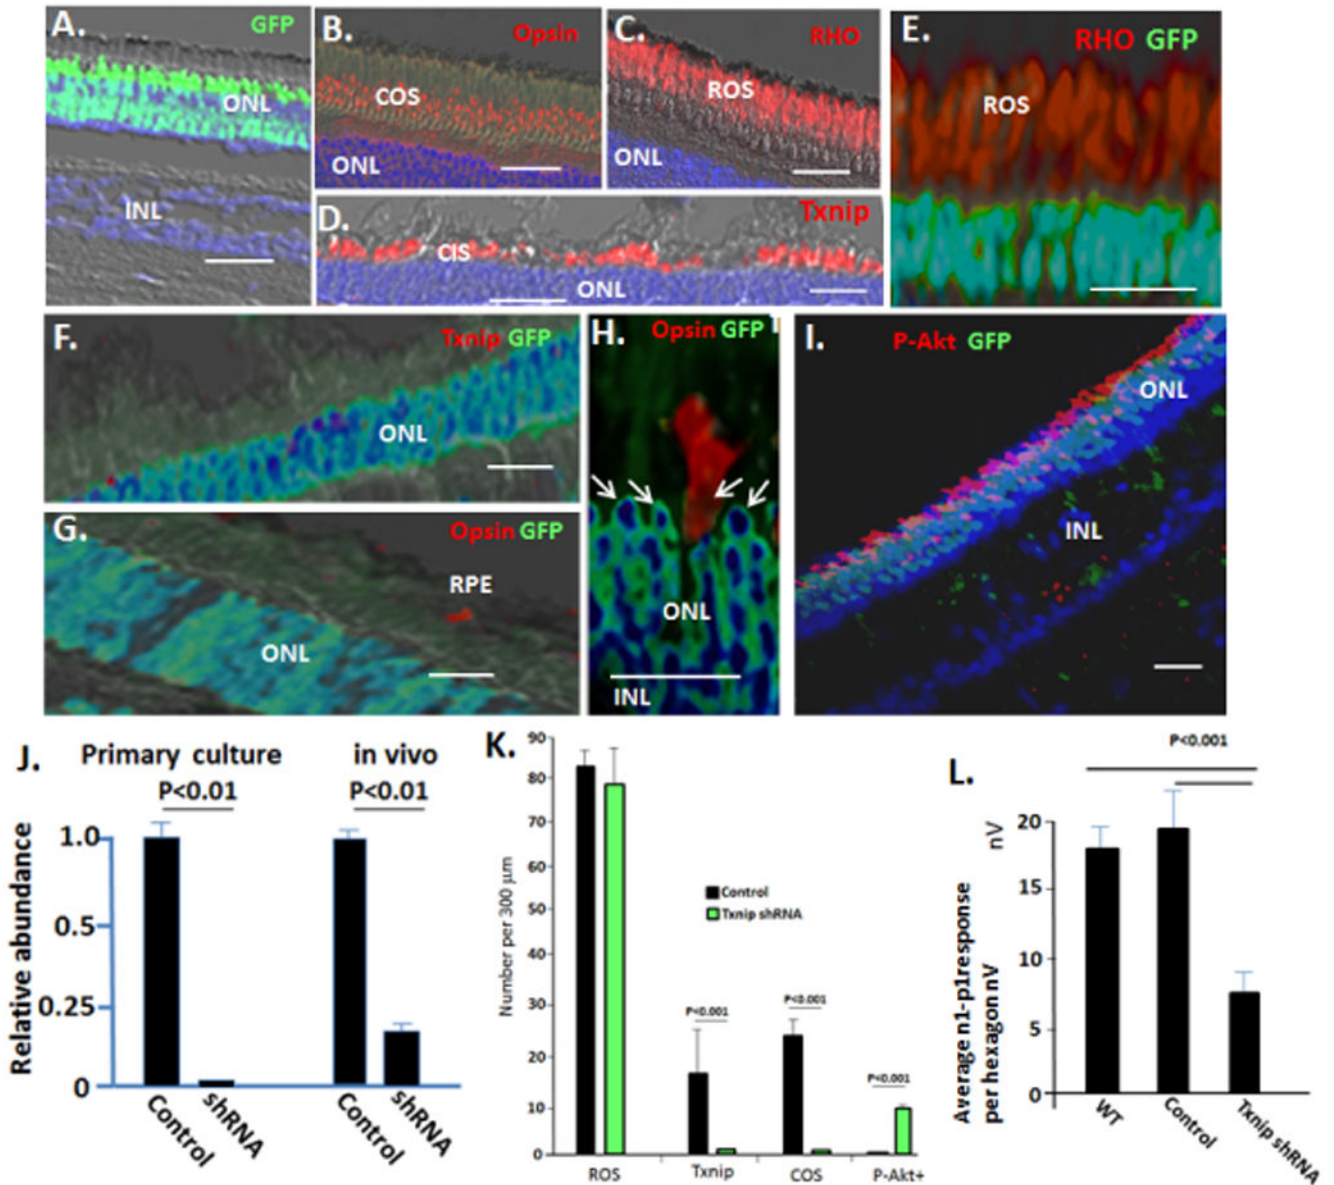 A.
GFP
ONL
INL
B.
Opsin
COS
ONL
C.
RHO
ROS
ONL
D.
Txnip
CIS
ONL
E.
RHO GFP
ROS
F.
Txnip GFP
ONL
G.
Opsin GFP
RPE
ONL
H.
Opsin GFP
ONL
INL
I.
P-Akt GFP
ONL
INL
J.
Primary culture
in vivo
P<0.01
P<0.01
Relative abundance
1.0
0.5
0.25
0
Control
shRNA
Control
shRNA
K.
Number per 300 µm
90
80
70
60
50
40
30
20
10
0
Control
Txnip shRNA
P<0.001
P<0.001
P<0.001
ROS
Txnip
COS
P-Akt+
L.
P<0.001
nV
Average n1-p1response
per hexagon nV
20
15
10
5
0
WT
Control
Txnip shRNA